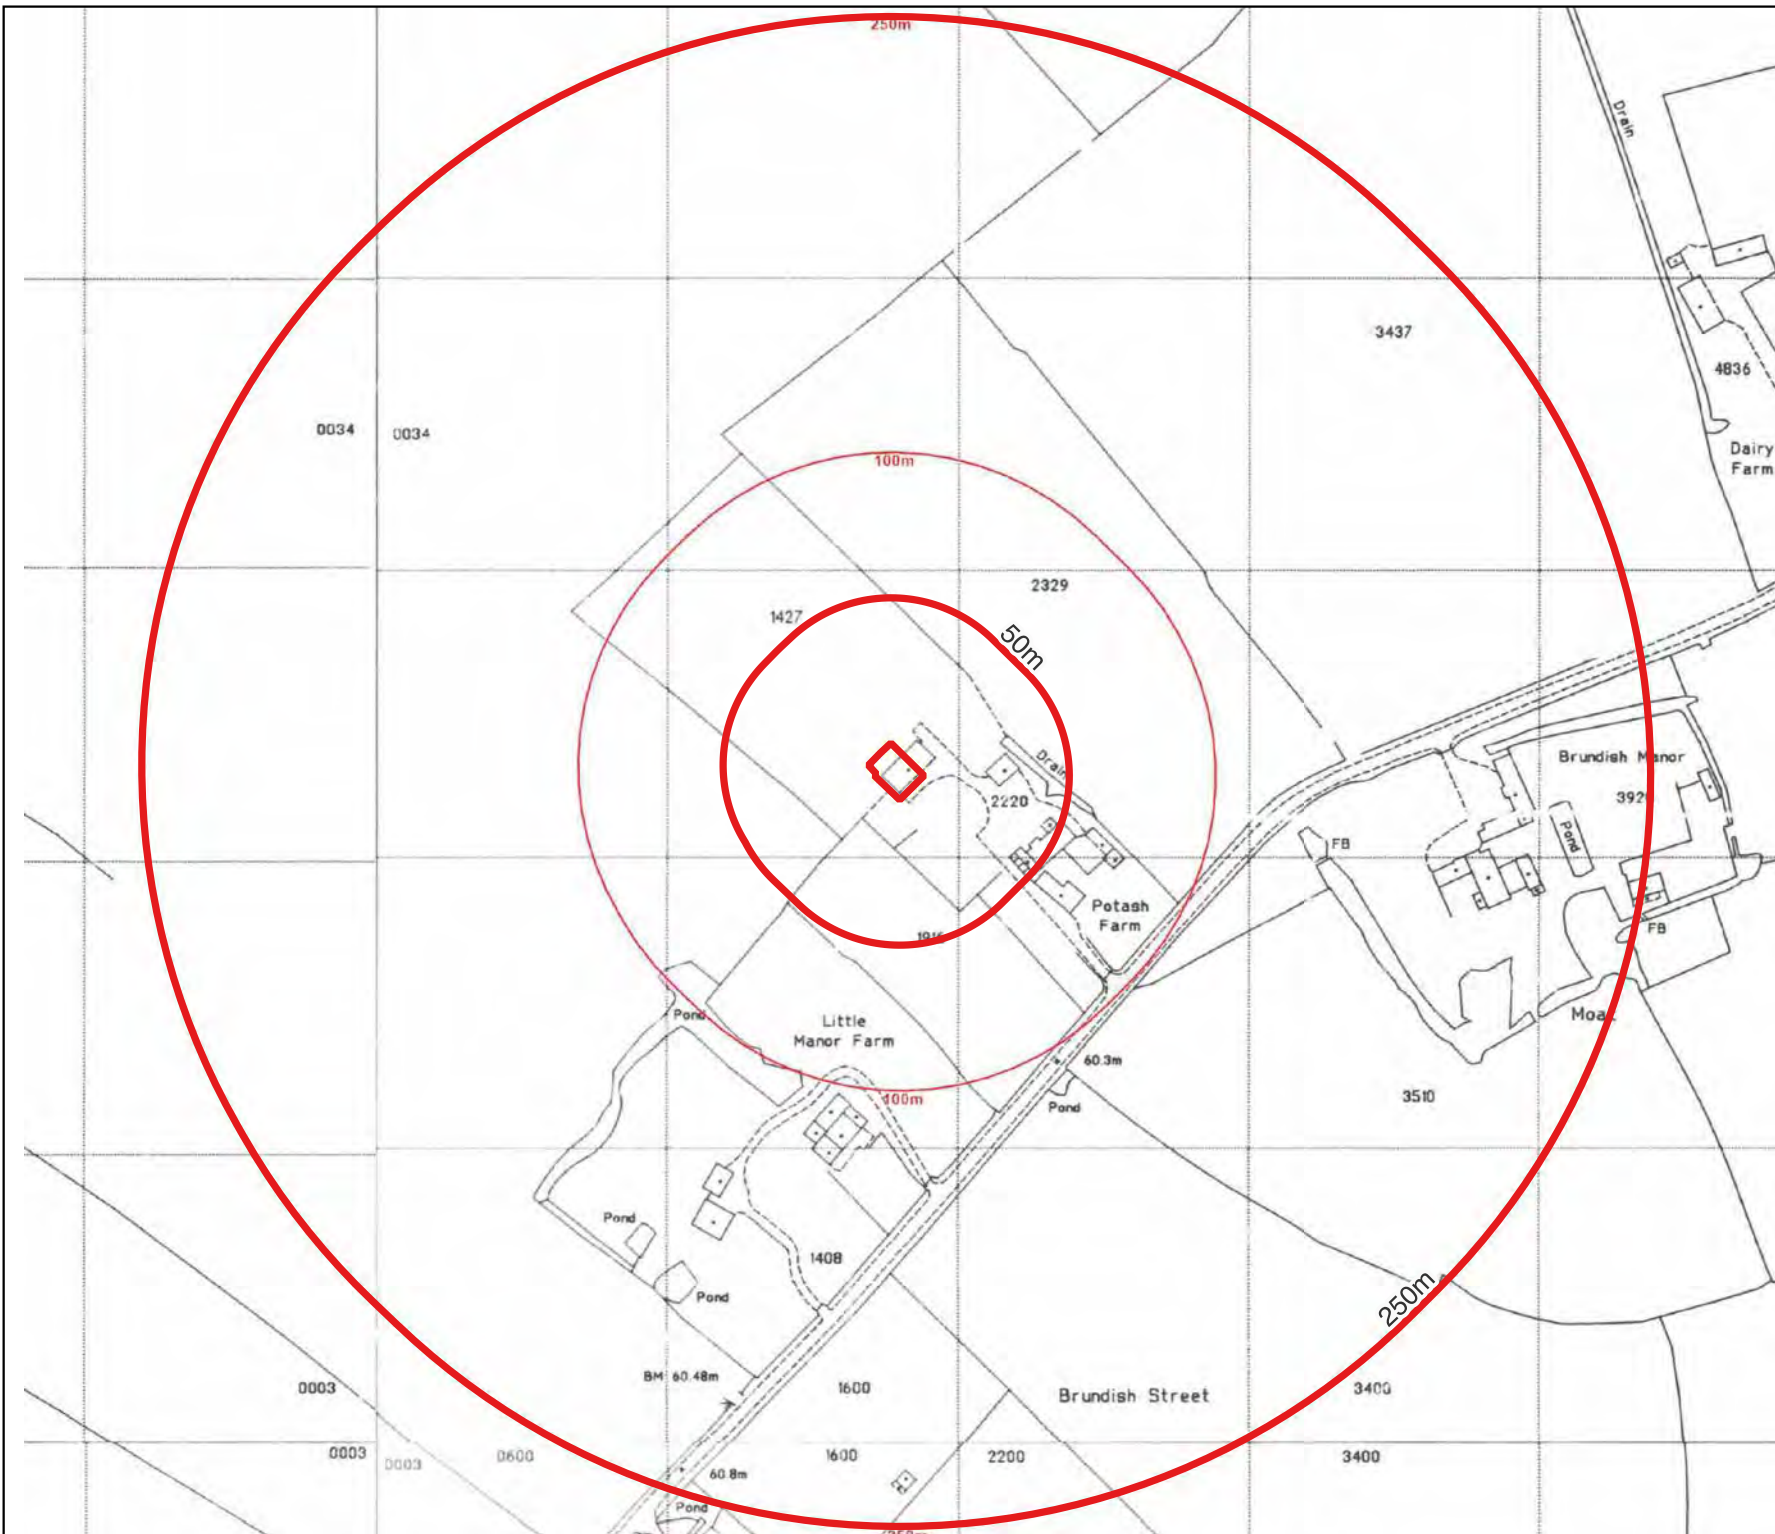 250m
Drain
3437
4836
0034
0034
Dairy
Farm
100m
2329
1427
50m
Drain
Brundish Manor
2220
Pond
FB
Potash
Farm
FB
Pond
Little
Manor Farm
60.3m
100m
Pond
3510
Pond
1408
Pond
250m
BM 60.48m
0003
1600
Brundish Street
3400
0003
0003
0600
1600
2200
3400
60.8m
Pond